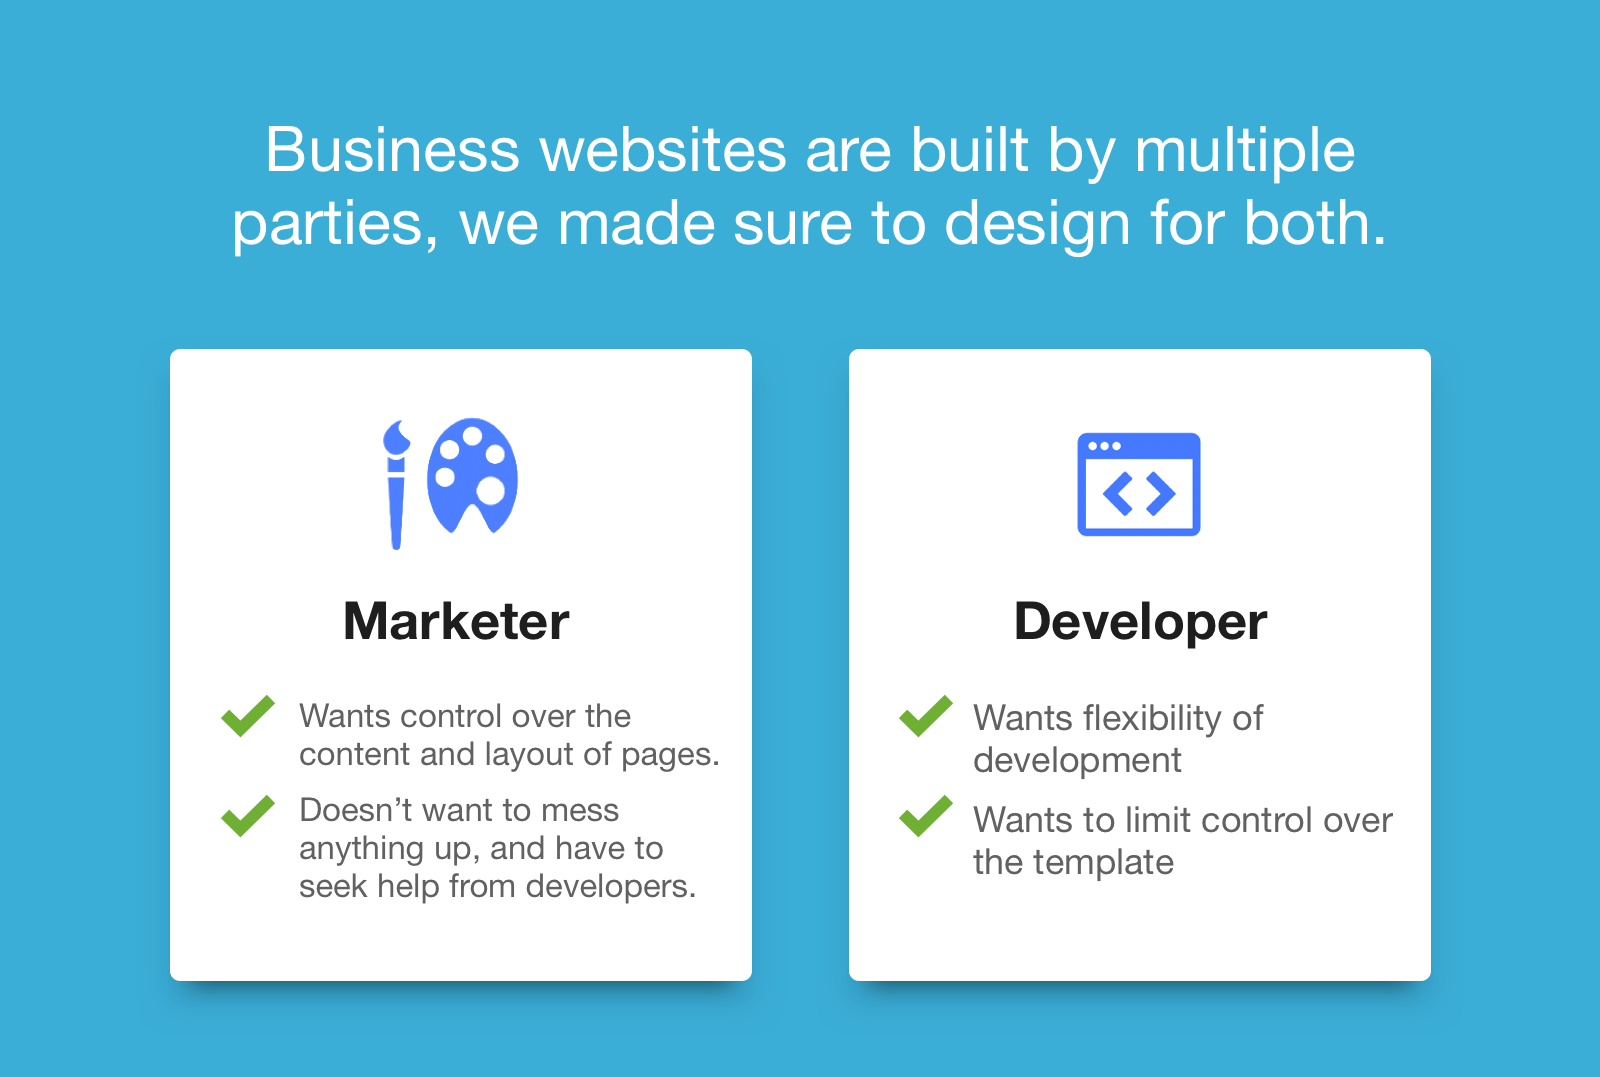 Business websites are built by multiple
parties, we made sure to design for both.
Marketer
Wants control over the
content and layout of pages.
Doesn’t want to mess
anything up, and have to
seek help from developers.
Developer
Wants flexibility of
development
Wants to limit control over
the template